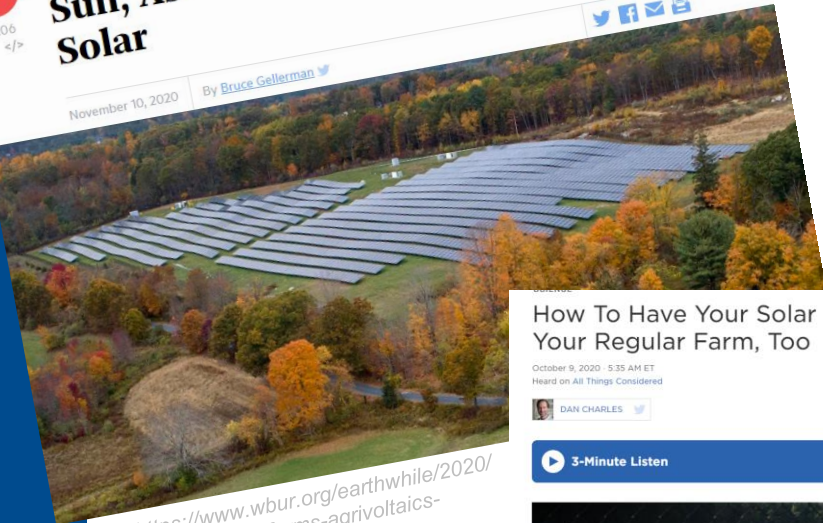 06
</>
Sun,
Solar
November 10, 2020
By Bruce Gellerman
How To Have Your Solar
Your Regular Farm, Too
October 9, 2020 · 5:35 AM ET
Heard on All Things Considered
DAN CHARLES
3-Minute Listen
https://www.wbur.org/earthwhile/2020/
-agrivoltaics-